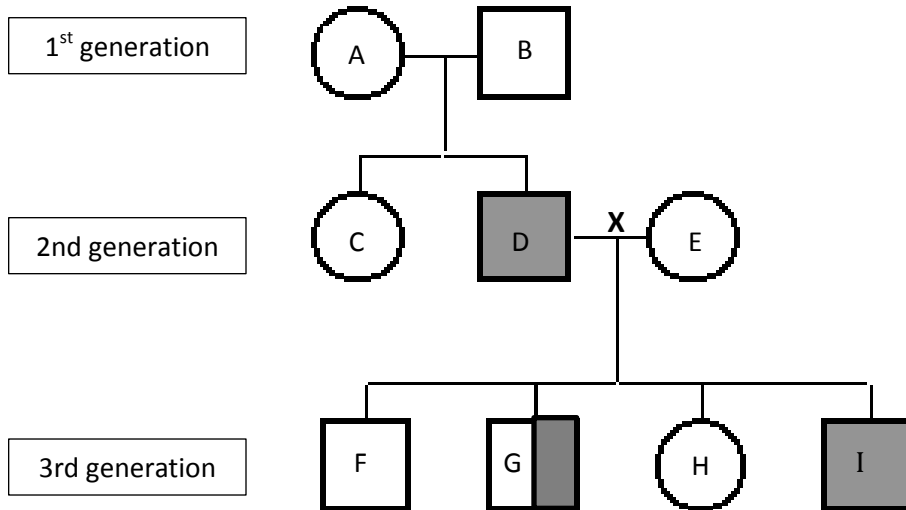 1st generation
A
B
X
2nd generation
C
D
E
3rd generation
F
G
H
I